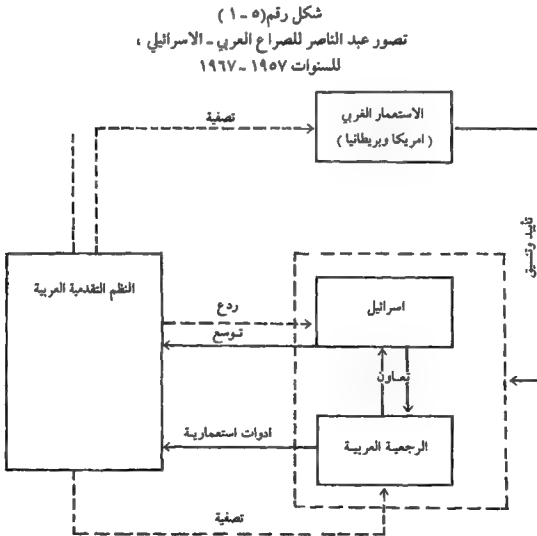 شكل رقم (٥ - ١)
تصور عبد الناصر للصراع العربي - الاسرائيلي ،
للسنوات ١٩٥٧ - ١٩٦٧
الاستعمار الغربي
( امريكا وبريطانيا )
تصفية
تأييد وتنسيق
النظم التقدمية العربية
اسرائيل
ردع
توسع
تعاون
الرجعية العربية
ادوات استعمارية
تصفية